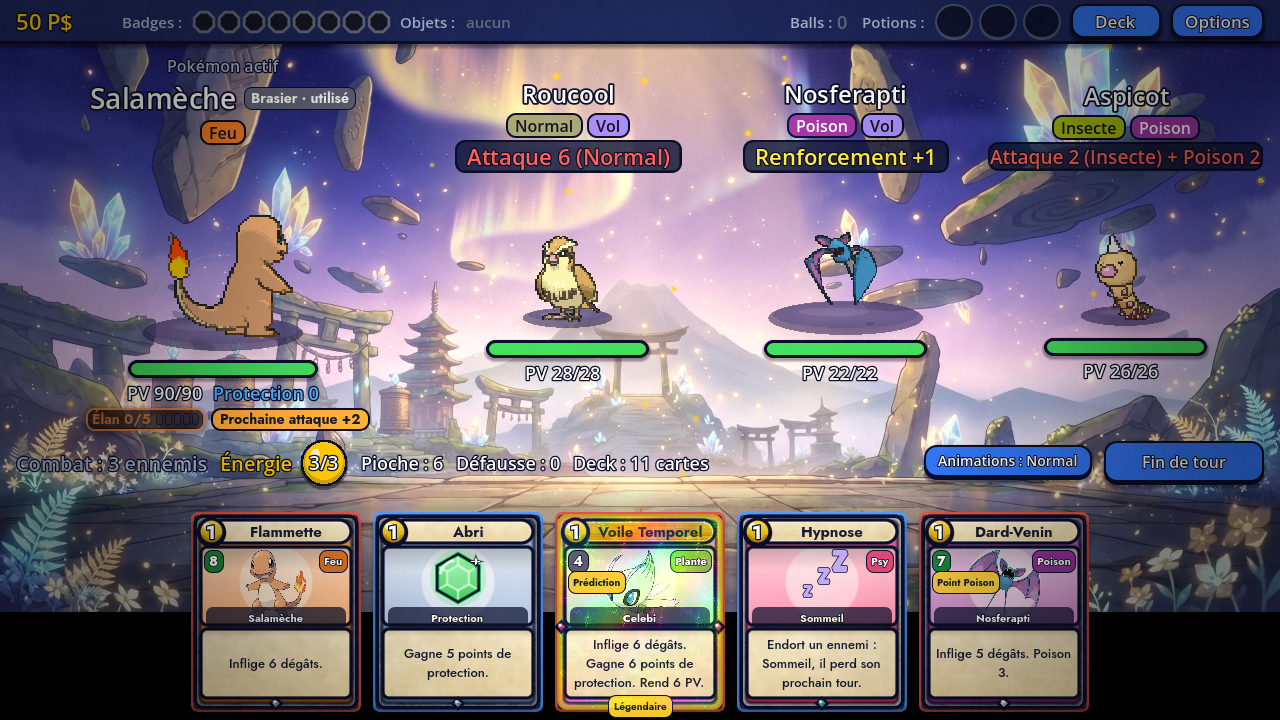 50 P$
Badges :
Objets : aucun
Balls : 0
Potions :
Deck
Options
Pokémon actif
Salamèche
Brasier · utilisé
Feu
Roucool
Normal
Vol
Attaque 6 (Normal)
Nosferapti
Poison
Vol
Renforcement +1
Aspicot
Insecte
Poison
Attaque 2 (Insecte) + Poison 2
PV 90/90
Protection 0
Élan 0/5
Prochaine attaque +2
PV 28/28
PV 22/22
PV 26/26
Combat : 3 ennemis
Énergie
3/3
Pioche : 6
Défausse : 0
Deck : 11 cartes
Animations : Normal
Fin de tour
1
Flammette
8
Feu
Salamèche
Inflige 6 dégâts.
1
Abri
Protection
Gagne 5 points de
protection.
1
Voile Temporel
4
Plante
Prédiction
Celebi
Inflige 6 dégâts.
Gagne 6 points de
protection. Rend 6 PV.
Légendaire
1
Hypnose
Psy
z z z
Sommeil
Endort un ennemi :
Sommeil, il perd son
prochain tour.
1
Dard-Venin
7
Poison
Point Poison
Nosferapti
Inflige 5 dégâts. Poison
3.